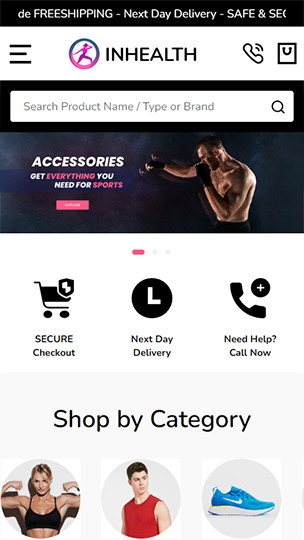 de FREESHIPPING - Next Day Delivery - SAFE & SEC
INHEALTH
Search Product Name / Type or Brand
ACCESSORIES
GET EVERYTHING YOU
NEED FOR SPORTS
EXPLORE
SECURE
Checkout
Next Day
Delivery
Need Help?
Call Now
Shop by Category